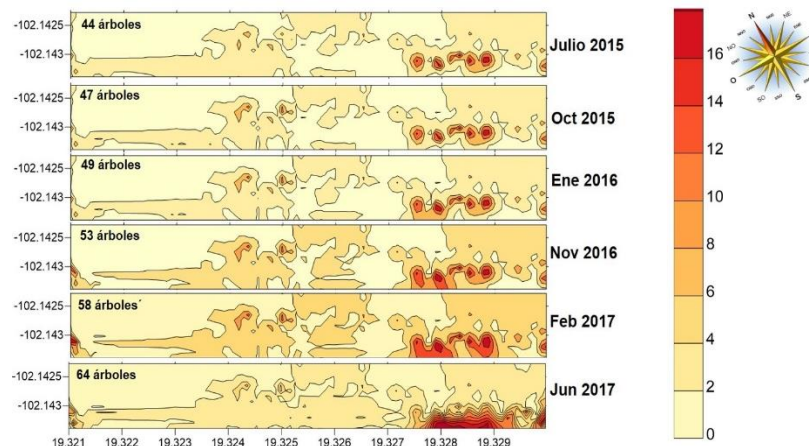 44 árboles
-102.1425
-102.143
Julio 2015
47 árboles
-102.1425
-102.143
Oct 2015
49 árboles
-102.1425
-102.143
Ene 2016
53 árboles
-102.1425
-102.143
Nov 2016
58 árboles´
-102.1425
-102.143
Feb 2017
64 árboles
-102.1425
-102.143
Jun 2017
19.321 19.322 19.323 19.324 19.325 19.326 19.327 19.328 19.329
16
14
12
10
8
6
4
2
0
N
NE
O
SO
S